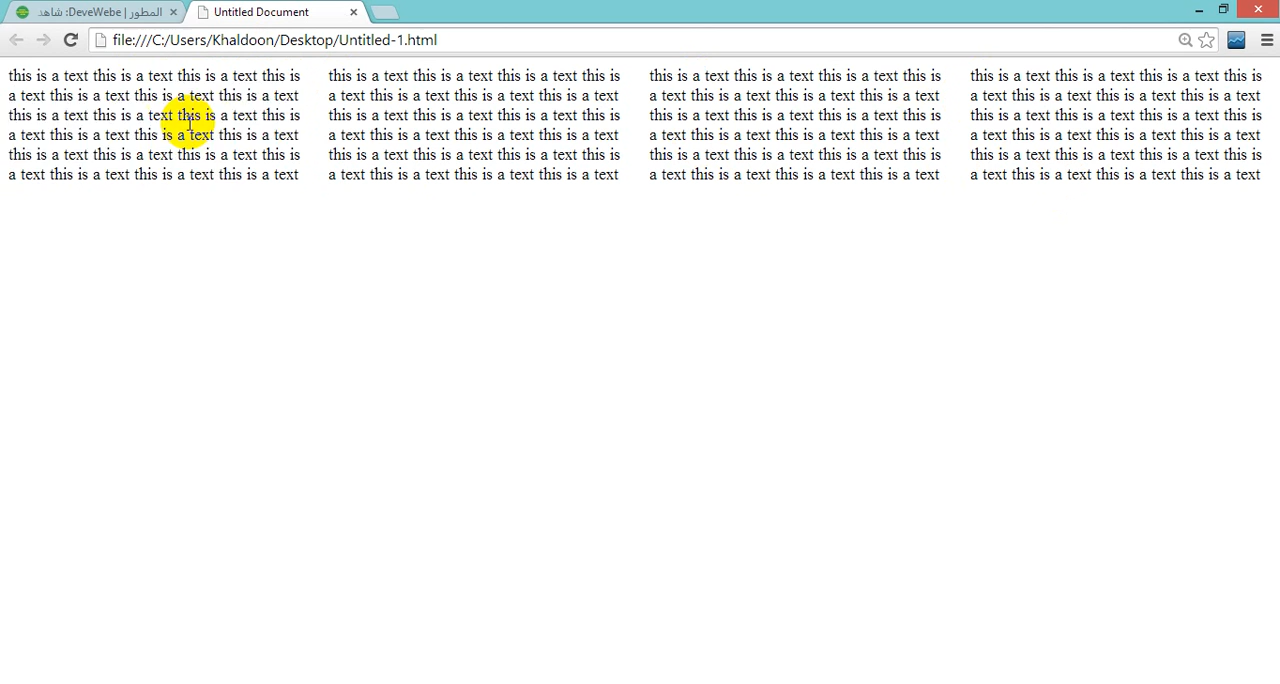 المطور | DeveWebe: شاهد
Untitled Document
file:///C:/Users/Khaldoon/Desktop/Untitled-1.html
this is a text this is a text this is a text this is
a text this is a text this is a text this is a text
this is a text this is a text this is a text this is
a text this is a text this is a text this is a text
this is a text this is a text this is a text this is
a text this is a text this is a text this is a text
this is a text this is a text this is a text this is
a text this is a text this is a text this is a text
this is a text this is a text this is a text this is
a text this is a text this is a text this is a text
this is a text this is a text this is a text this is
a text this is a text this is a text this is a text
this is a text this is a text this is a text this is
a text this is a text this is a text this is a text
this is a text this is a text this is a text this is
a text this is a text this is a text this is a text
this is a text this is a text this is a text this is
a text this is a text this is a text this is a text
this is a text this is a text this is a text this is
a text this is a text this is a text this is a text
this is a text this is a text this is a text this is
a text this is a text this is a text this is a text
this is a text this is a text this is a text this is
a text this is a text this is a text this is a text